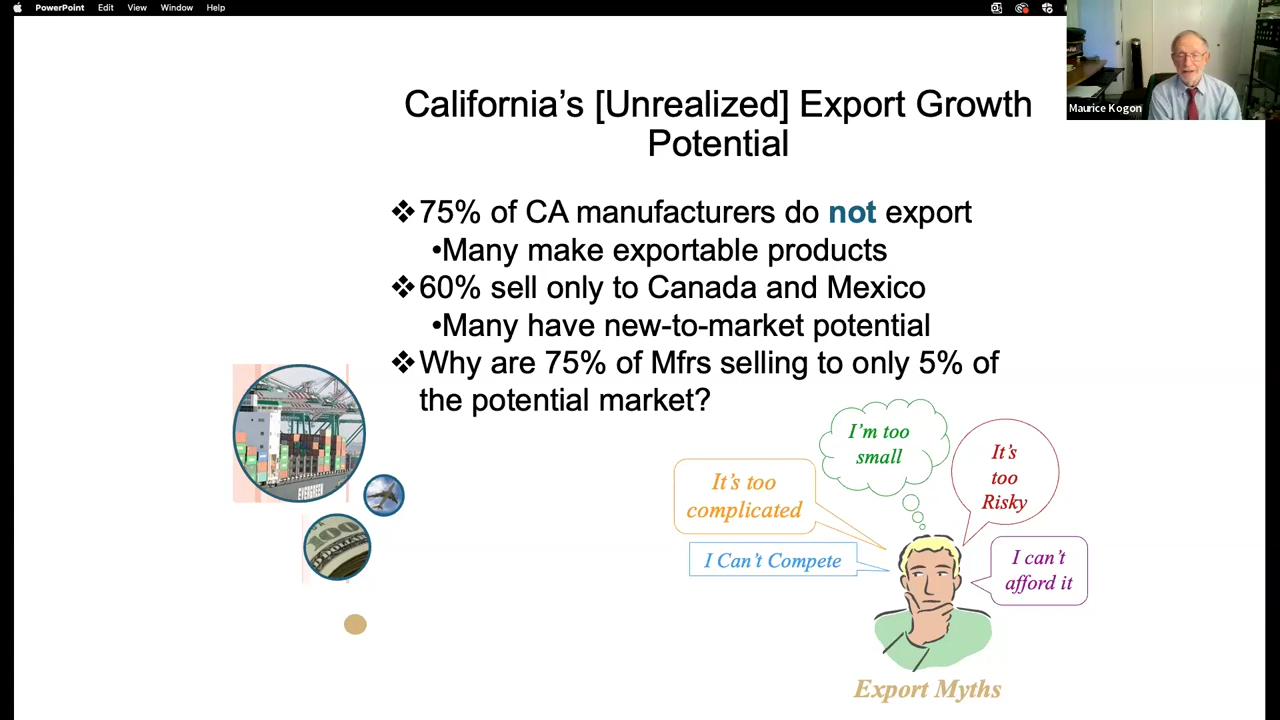 PowerPoint File Edit View Window Help
Maurice Kogon
California's [Unrealized] Export Growth
Potential
❖75% of CA manufacturers do not export
•Many make exportable products
❖60% sell only to Canada and Mexico
•Many have new-to-market potential
❖Why are 75% of Mfrs selling to only 5% of
the potential market?
I'm too
small
It's
too
Risky
It's too
complicated
I Can't Compete
I can't
afford it
Export Myths
EVERGREEN
100
DOLLAR